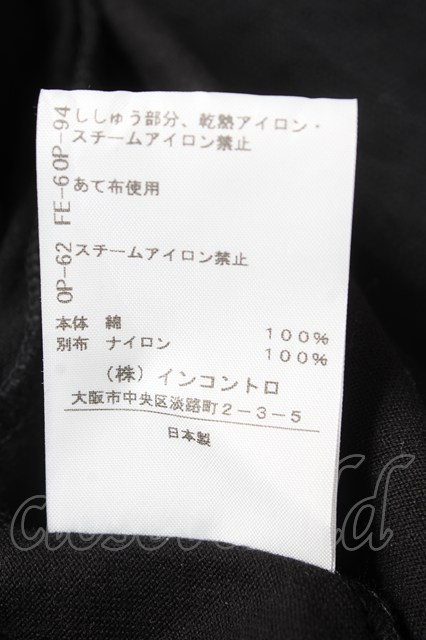 ししゅう部分、乾熱アイロン・
スチームアイロン禁止
あて布使用
スチームアイロン禁止
OP-62 FE-60P-94
本体 綿 100%
別布 ナイロン 100%
(株)インコントロ
大阪市中央区淡路町2-3-5
日本製